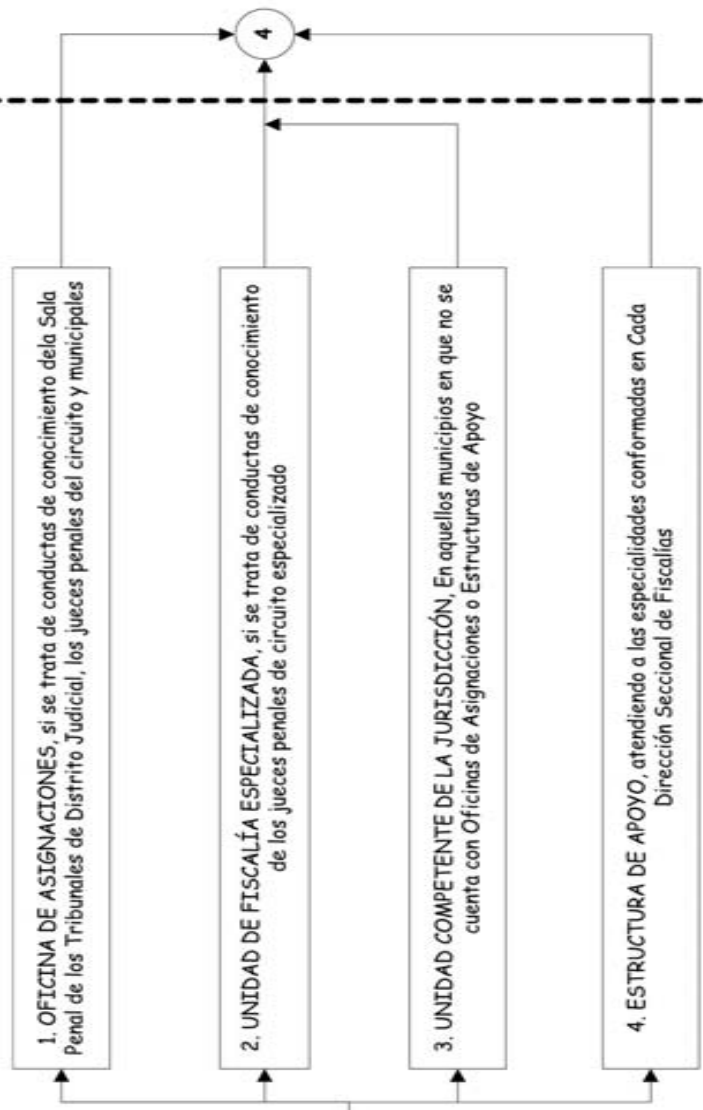 1. OFICINA DE ASIGNACIONES, si se trata de conductas de conocimiento dela Sala
Penal de los Tribunales de Distrito Judicial, los jueces penales del circuito y municipales
2. UNIDAD DE FISCALÍA ESPECIALIZADA, si se trata de conductas de conocimiento
de los jueces penales de circuito especializado
3. UNIDAD COMPETENTE DE LA JURISDICCIÓN, En aquellos municipios en que no se
cuenta con Oficinas de Asignaciones o Estructuras de Apoyo
4. ESTRUCTURA DE APOYO, atendiendo a las especialidades conformadas en Cada
Dirección Seccional de Fiscalías
4